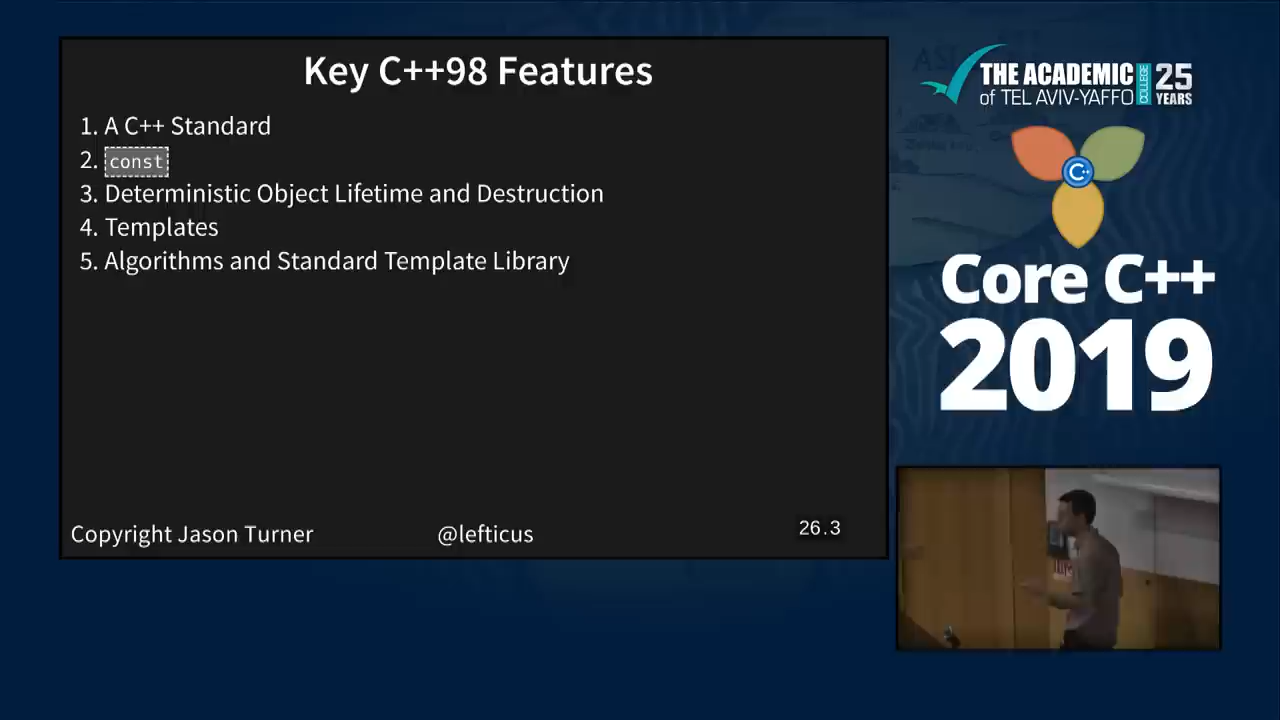 Key C++98 Features
1. A C++ Standard
2. const
3. Deterministic Object Lifetime and Destruction
4. Templates
5. Algorithms and Standard Template Library
Copyright Jason Turner
@lefticus
26.3
THE ACADEMIC
of TEL AVIV-YAFFO
COLLEGE
25
YEARS
C++
Core C++
2019